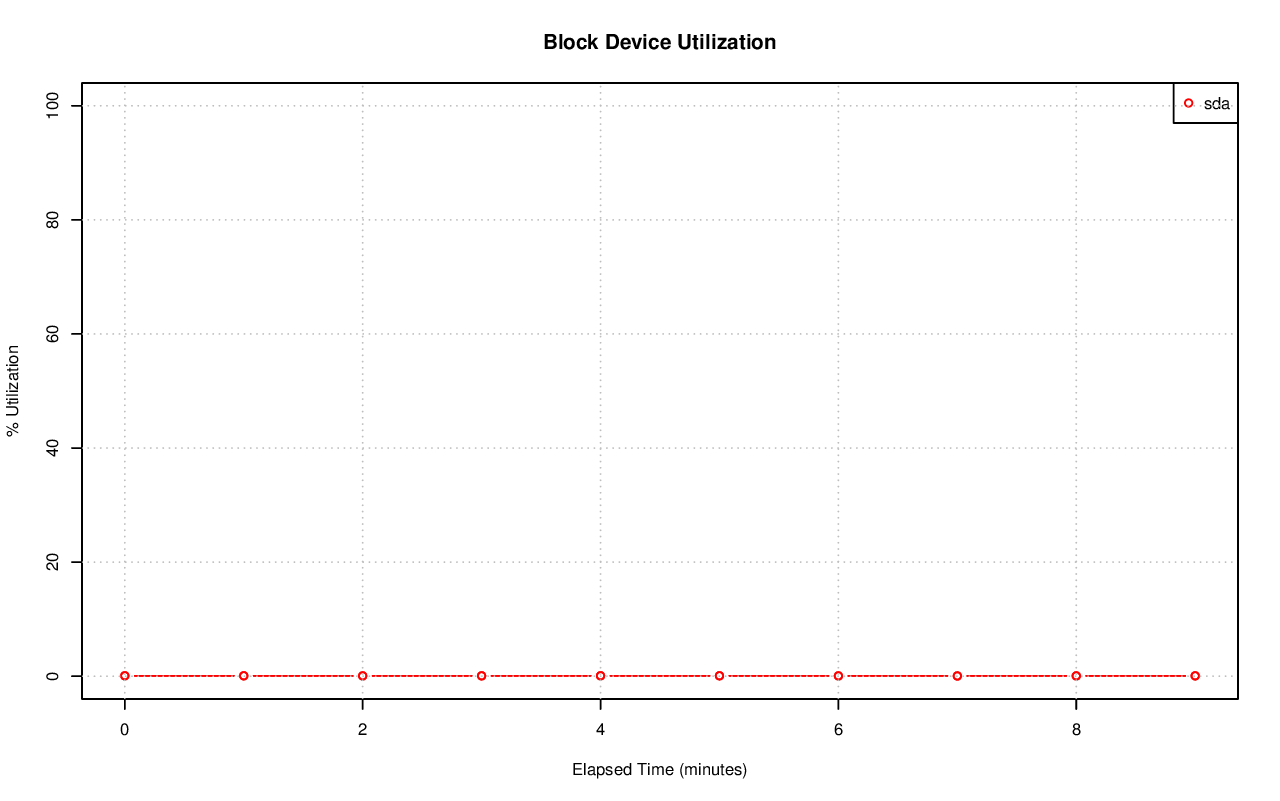 Block Device Utilization
sda
100
80
60
40
20
0
% Utilization
0 2 4 6 8
Elapsed Time (minutes)